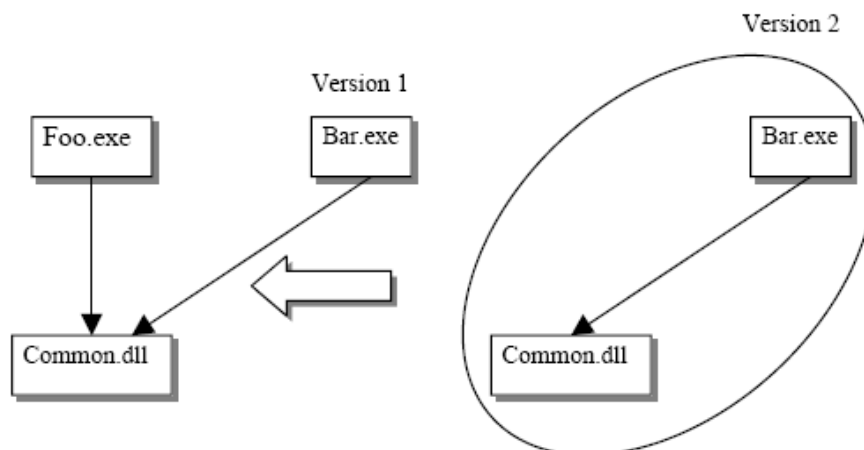 Version 2
Version 1
Foo.exe
Bar.exe
Bar.exe
Common.dll
Common.dll